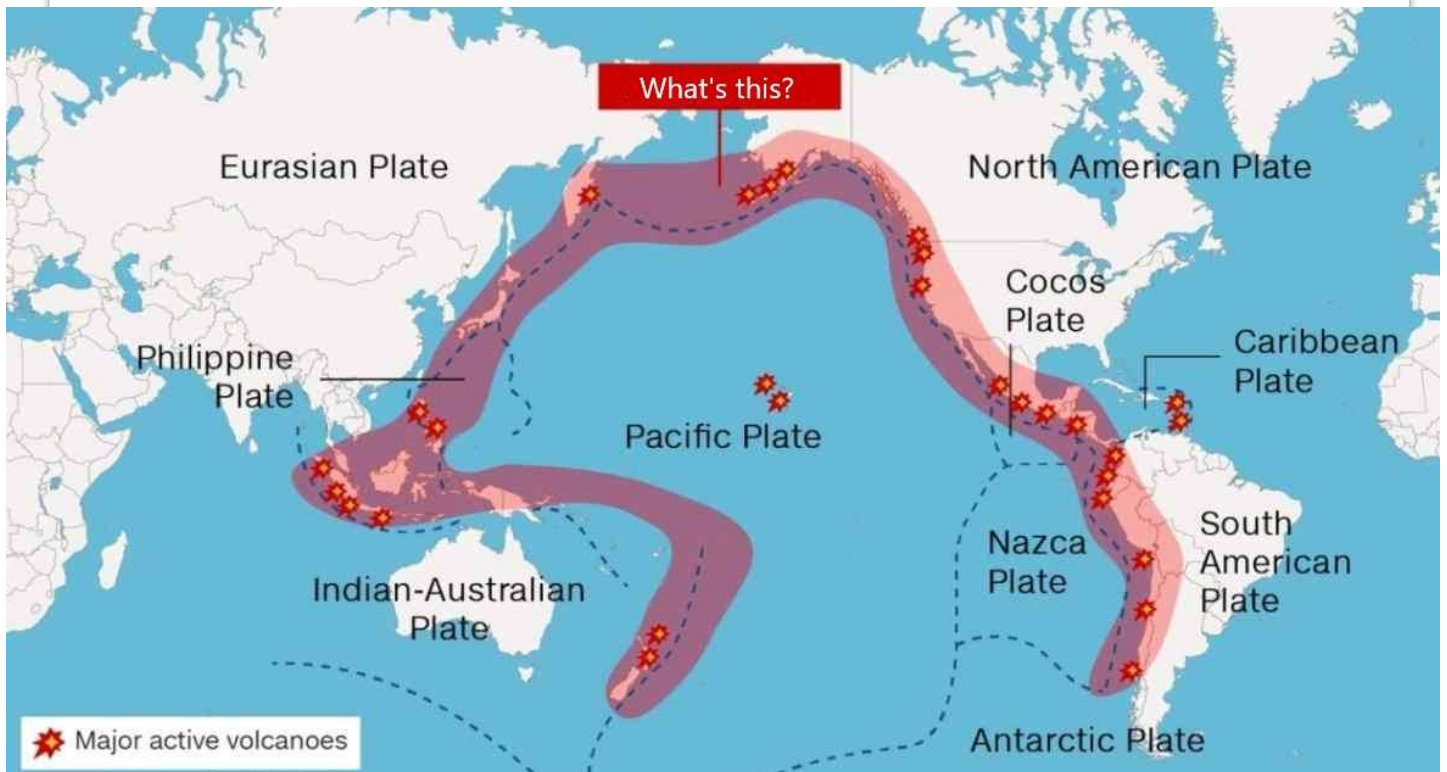 What's this?
Eurasian Plate
North American Plate
Cocos
Plate
Caribbean
Plate
Philippine
Plate
Pacific Plate
Nazca
Plate
South
American
Plate
Indian-Australian
Plate
Antarctic Plate
Major active volcanoes